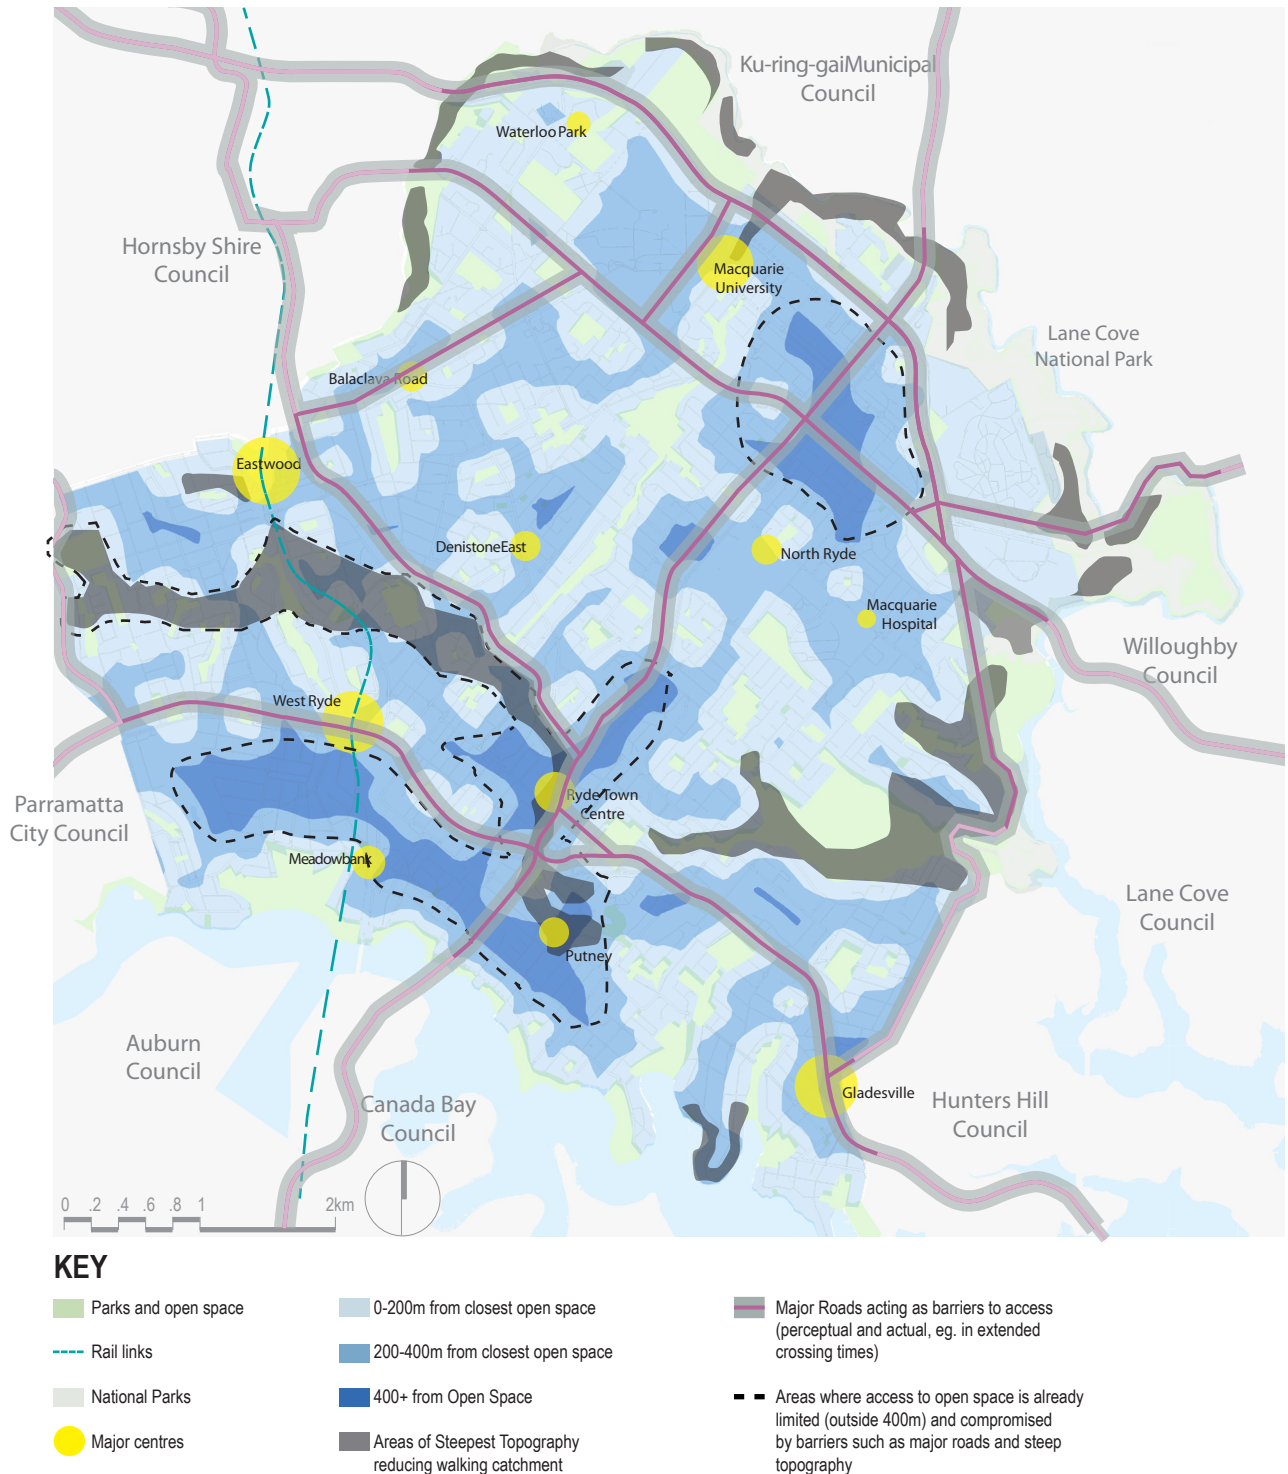 Ku-ring-gaiMunicipal
Council
Waterloo Park
Hornsby Shire
Council
Macquarie
University
Lane Cove
National Park
Balaclava Road
Eastwood
Denistone East
North Ryde
Macquarie
Hospital
Willoughby
Council
West Ryde
Ryde Town
Centre
Parramatta
City Council
Meadowbank
Lane Cove
Council
Putney
Auburn
Council
Gladesville
Hunters Hill
Council
Canada Bay
Council
0 .2 .4 .6 .8 1 2km
KEY
Parks and open space
Rail links
National Parks
Major centres
0-200m from closest open space
200-400m from closest open space
400+ from Open Space
Areas of Steepest Topography
reducing walking catchment
Major Roads acting as barriers to access
(perceptual and actual, eg. in extended
crossing times)
Areas where access to open space is already
limited (outside 400m) and compromised
by barriers such as major roads and steep
topography